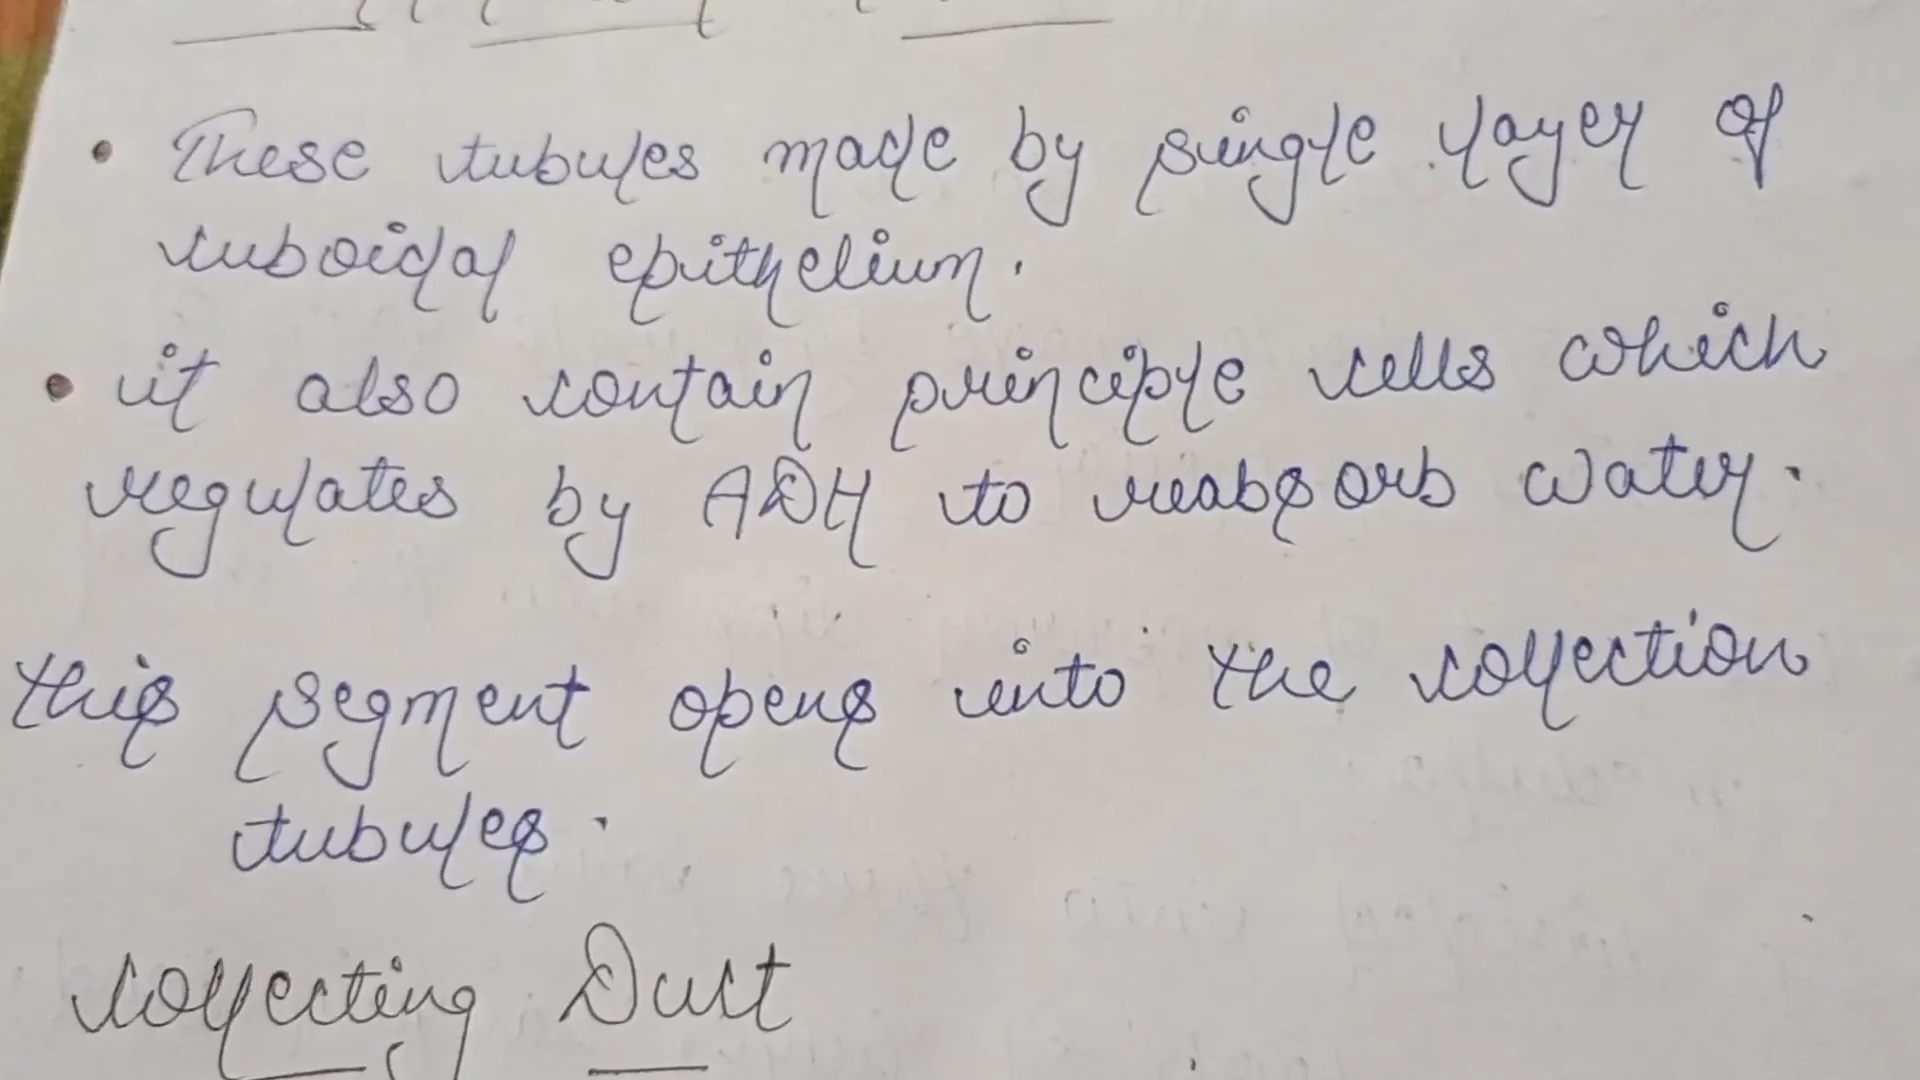 • These tubules made by single layer of
cuboidal epithelium.
• it also contain principle cells which
regulates by ADH to reabsorb water.
this segment opens into the collection
tubules.
Collecting Duct